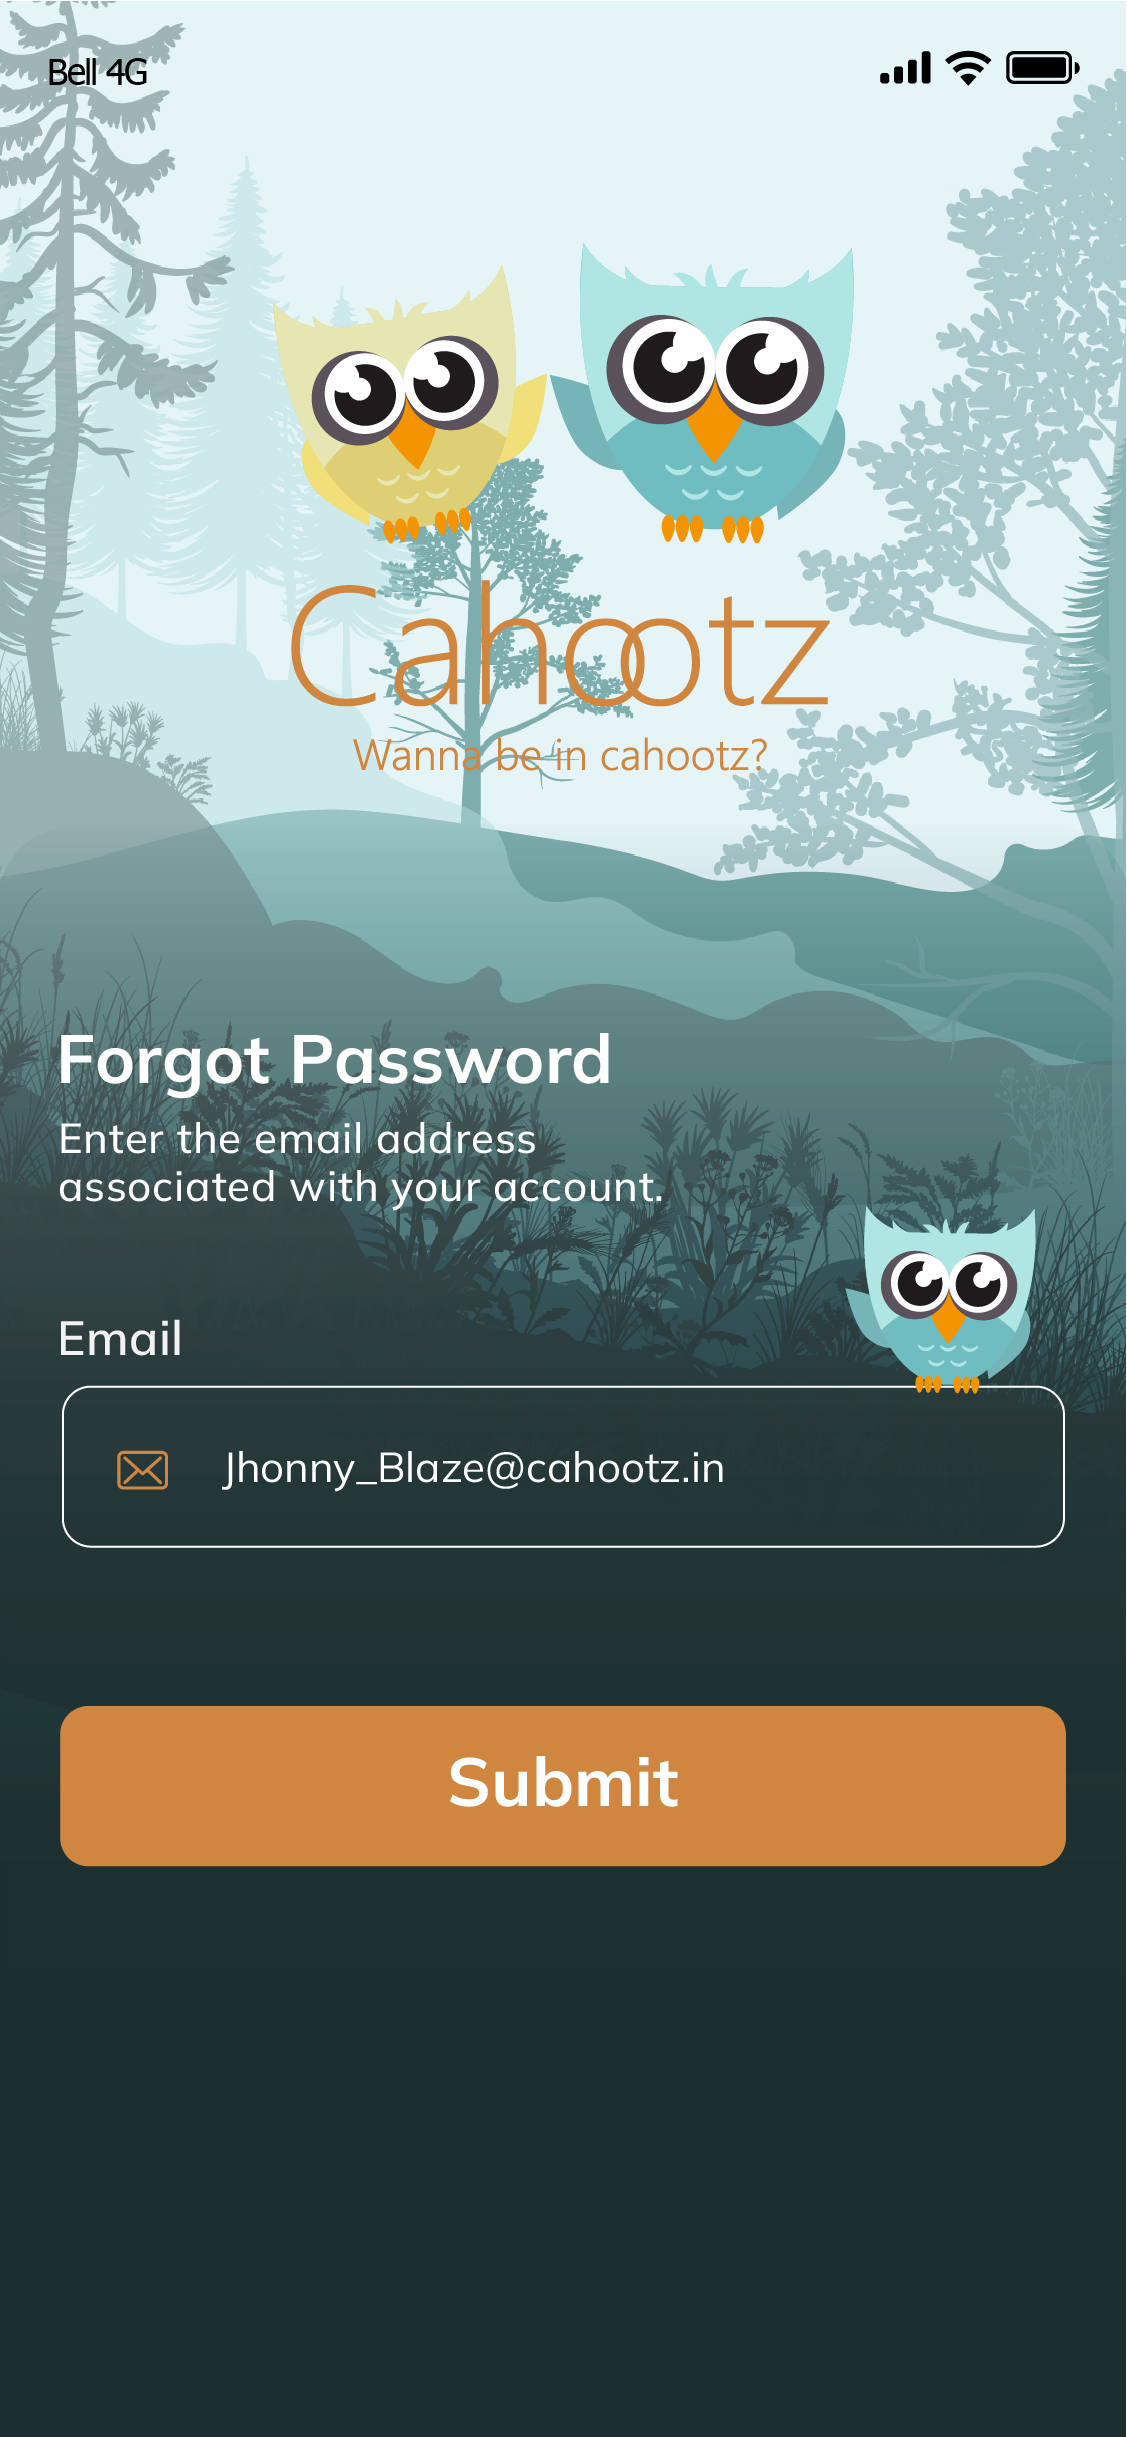 Bell 4G
Cahootz
Wanna be in cahootz?
Forgot Password
Enter the email address
associated with your account.
Email
Jhonny_Blaze@cahootz.in
Submit